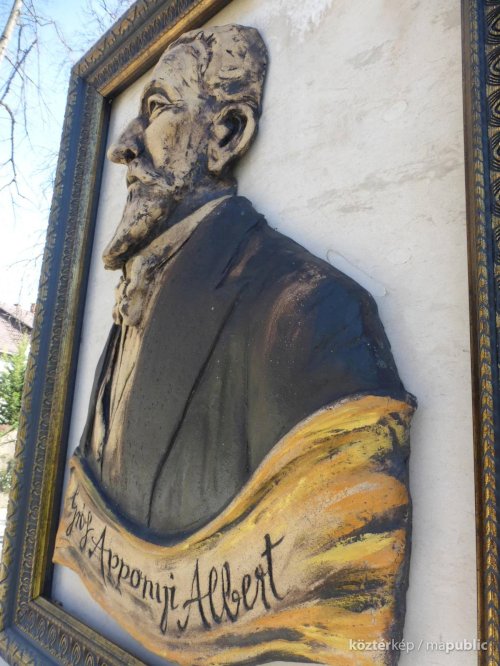 Gróf Apponyi Albert
köztérkép / mapublic